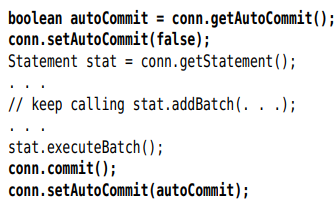 boolean autoCommit = conn.getAutoCommit();
conn.setAutoCommit(false);
Statement stat = conn.getStatement();
. . .
// keep calling stat.addBatch(. . .);
. . .
stat.executeBatch();
conn.commit();
conn.setAutoCommit(autoCommit);